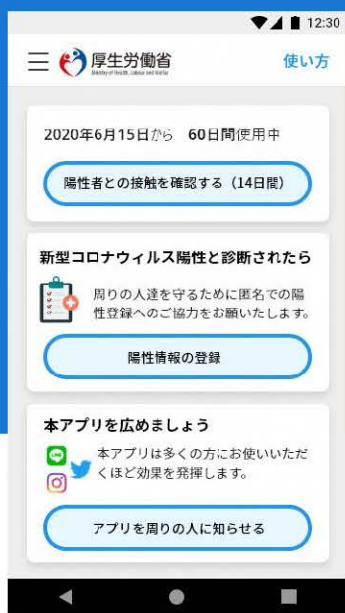 12:30
厚生労働省
Ministry of Health, Labour and Welfare
使い方
2020年6月15日から 60日間使用中
陽性者との接触を確認する（14日間）
新型コロナウィルス陽性と診断されたら
周りの人達を守るために匿名での陽
性登録へのご協力をお願いたします。
陽性情報の登録
本アプリを広めましょう
本アプリは多くの方にお使いいただ
くほど効果を発揮します。
アプリを周りの人に知らせる